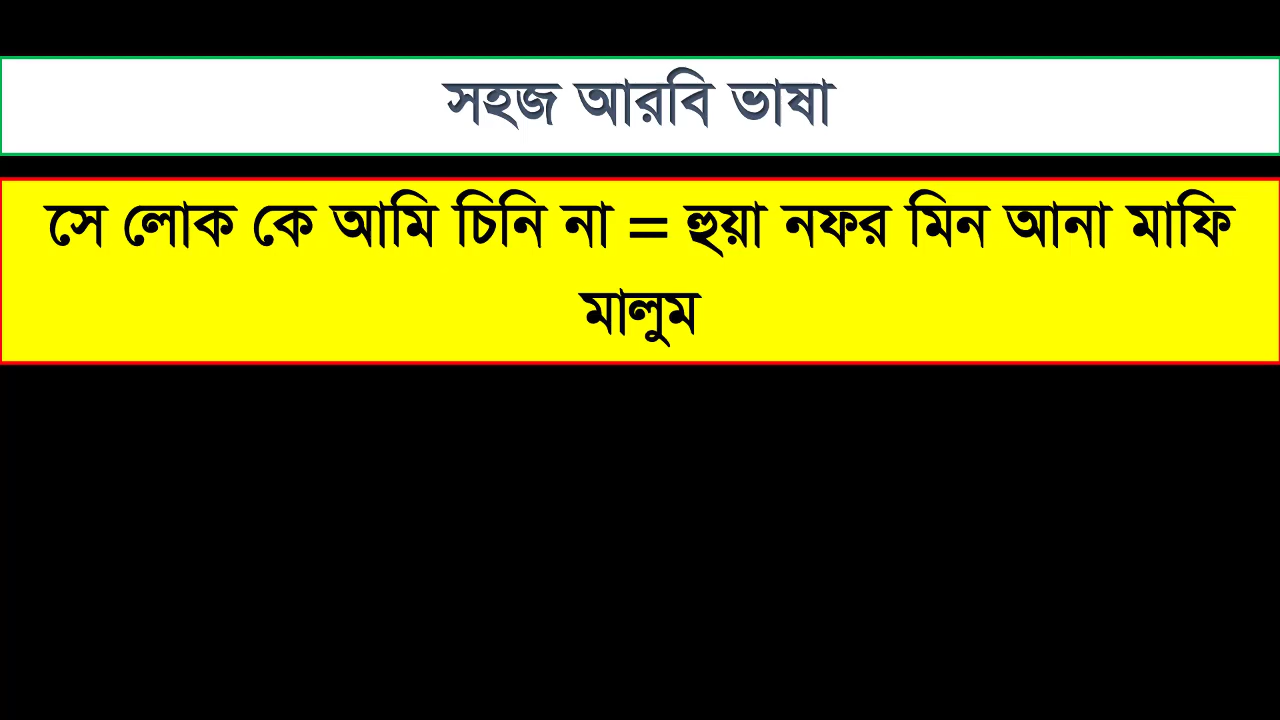 সহজ আরবি ভাষা
সে লোক কে আমি চিনি না = হুয়া নফর মিন আনা মাফি
মালুম